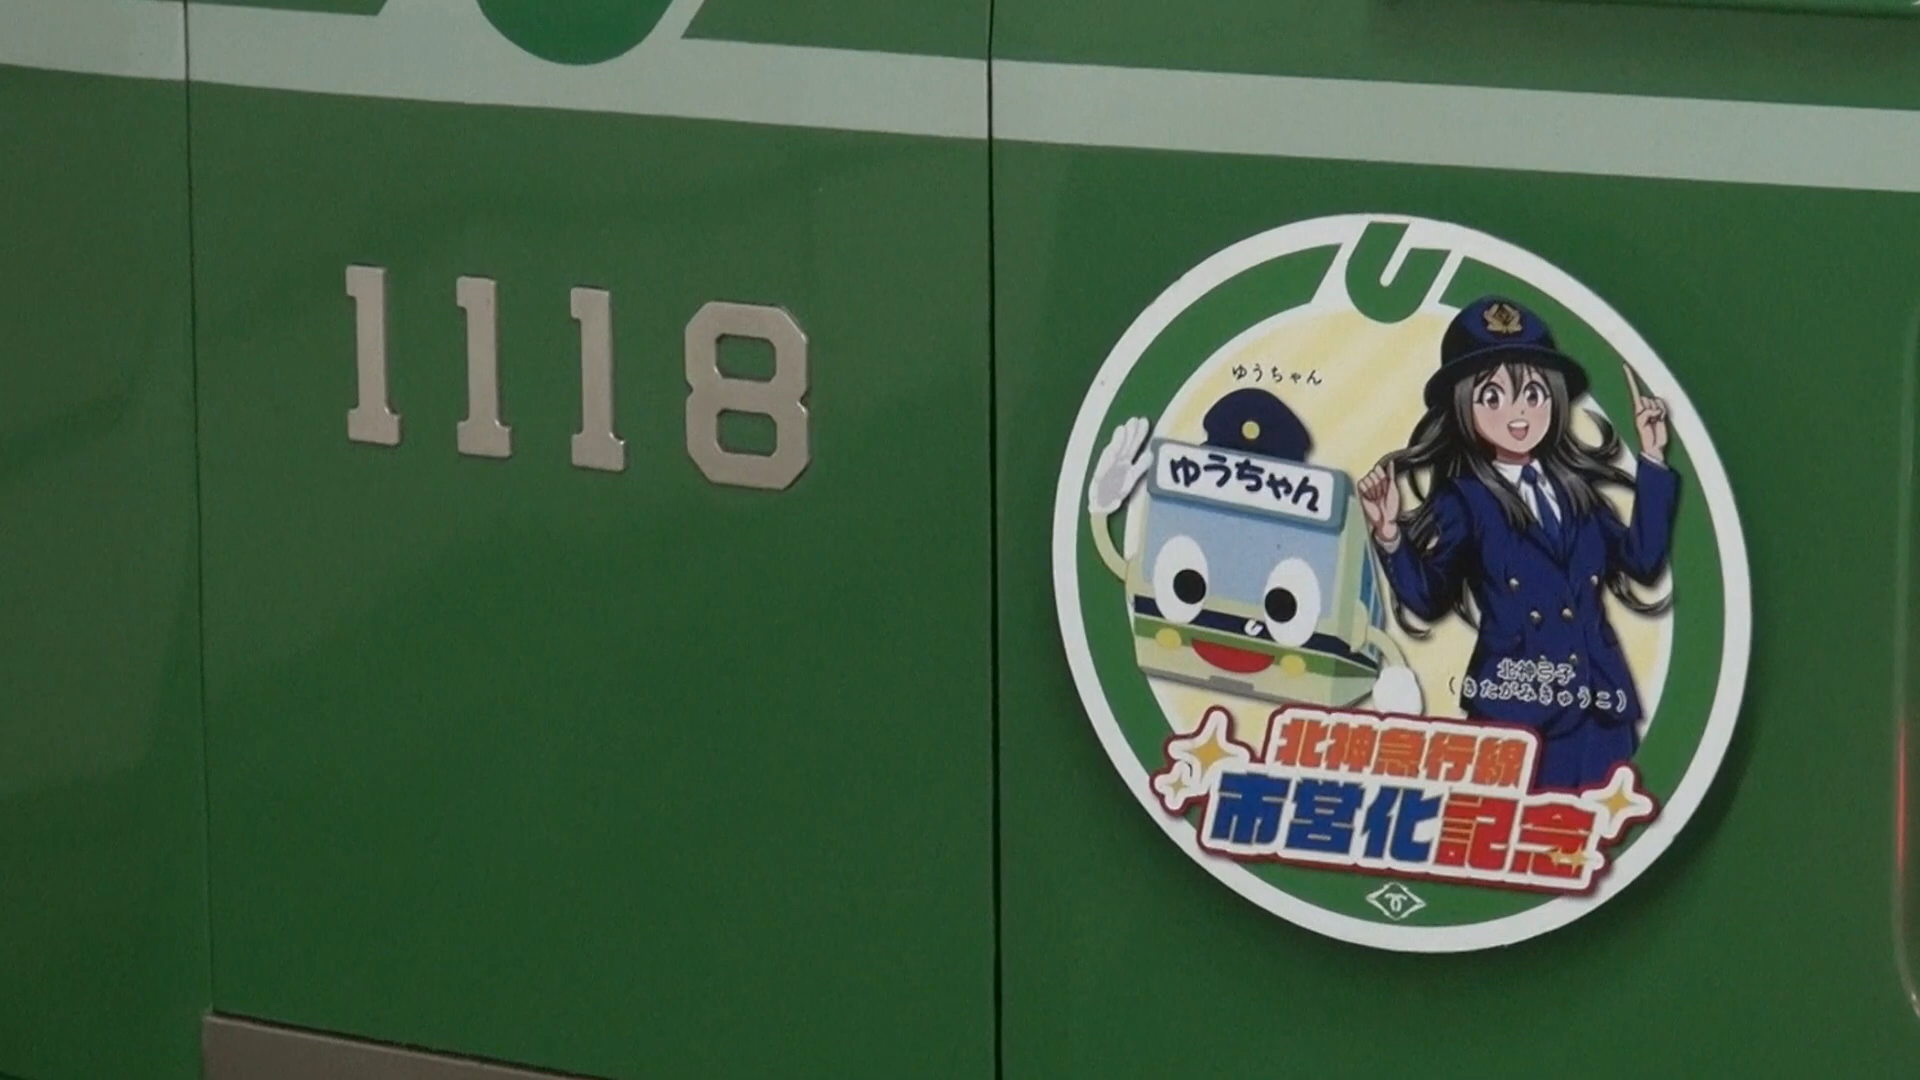 1118
ゆうちゃん
ゆうちゃん
北神弓子
(きたがみきゅうこ)
北神急行線
市営化記念